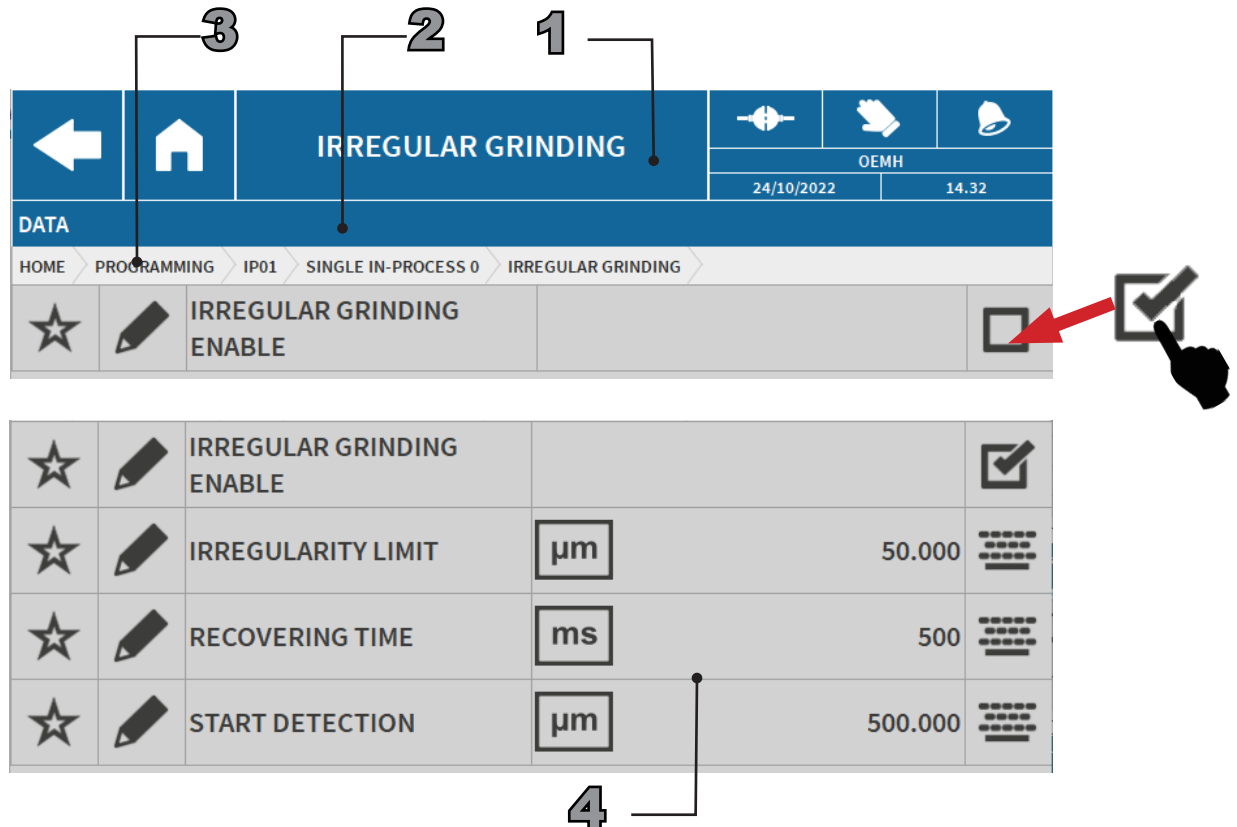 3 2 1
IRREGULAR GRINDING
OEMH
24/10/2022 14.32
DATA
HOME PROGRAMMING IP01 SINGLE IN-PROCESS 0 IRREGULAR GRINDING
IRREGULAR GRINDING
ENABLE
IRREGULAR GRINDING
ENABLE
IRREGULARITY LIMIT µm 50.000
RECOVERING TIME ms 500
START DETECTION µm 500.000
4